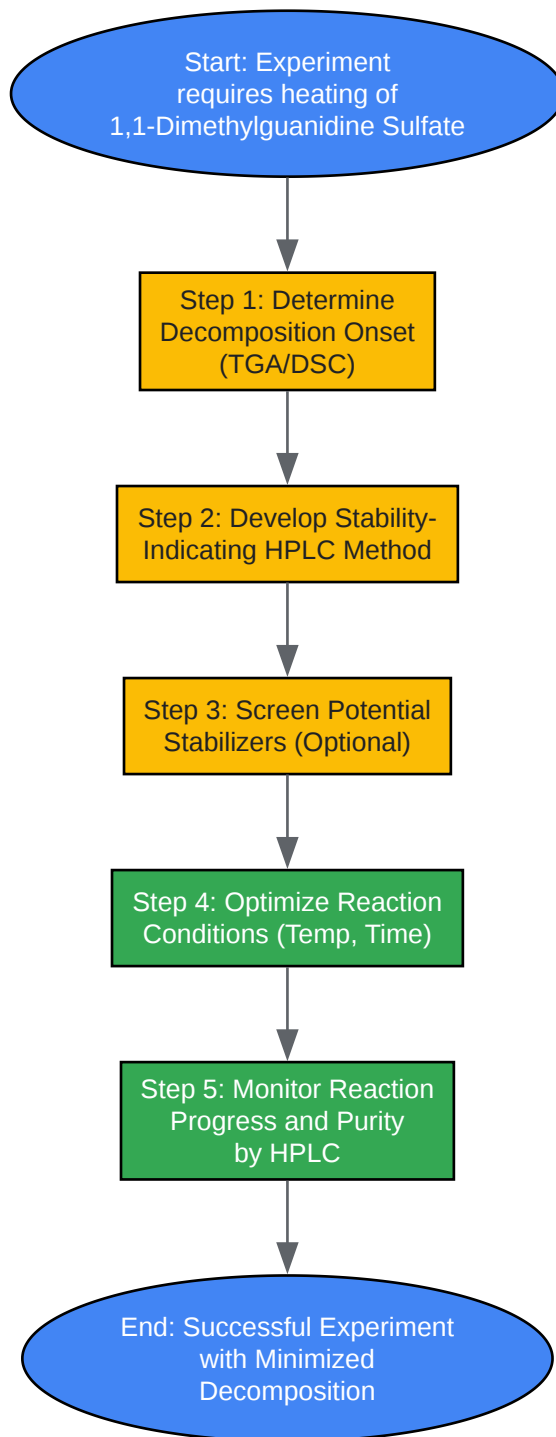 Start: Experiment
requires heating of
1,1-Dimethylguanidine Sulfate
Step 1: Determine
Decomposition Onset
(TGA/DSC)
Step 2: Develop Stability-
Indicating HPLC Method
Step 3: Screen Potential
Stabilizers (Optional)
Step 4: Optimize Reaction
Conditions (Temp, Time)
Step 5: Monitor Reaction
Progress and Purity
by HPLC
End: Successful Experiment
with Minimized
Decomposition